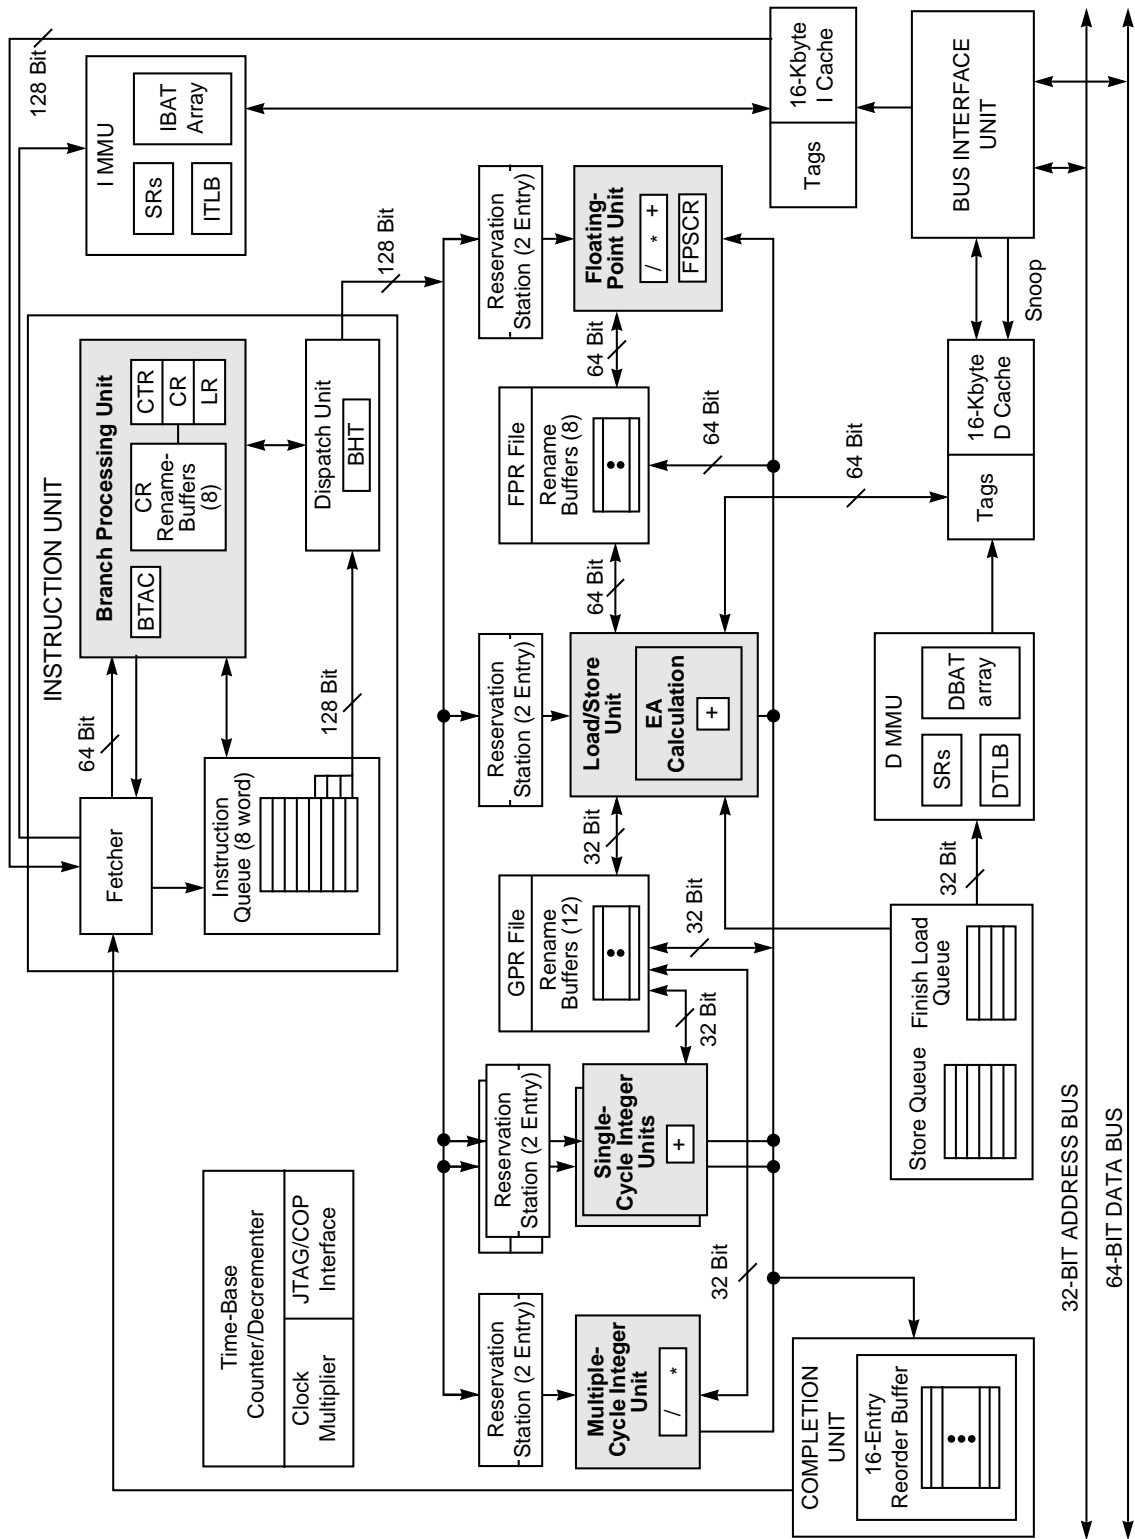 128 Bit
I MMU
SRs
ITLB
IBAT
Array
INSTRUCTION UNIT
Fetcher
64 Bit
Branch Processing Unit
BTAC
CR
Rename-
Buffers
(8)
CTR
CR
LR
Instruction
Queue (8 word)
128 Bit
Dispatch Unit
BHT
128 Bit
Time-Base
Counter/Decrementer
Clock
Multiplier
JTAG/COP
Interface
Reservation
Station (2 Entry)
Reservation
Station (2 Entry)
Reservation
Station (2 Entry)
Reservation
Station (2 Entry)
Multiple-
Cycle Integer
Unit
/ *
Single-
Cycle Integer
Units
+
32 Bit
GPR File
Rename
Buffers (12)
32 Bit
32 Bit
32 Bit
Load/Store
Unit
EA
Calculation
+
64 Bit
FPR File
Rename
Buffers (8)
64 Bit
64 Bit
Floating-
Point Unit
/ * +
FPSCR
Tags
16-Kbyte
I Cache
COMPLETION
UNIT
16-Entry
Reorder Buffer
Store Queue
Finish Load
Queue
32 Bit
D MMU
SRs
DTLB
DBAT
array
64 Bit
Tags
16-Kbyte
D Cache
Snoop
BUS INTERFACE
UNIT
32-BIT ADDRESS BUS
64-BIT DATA BUS